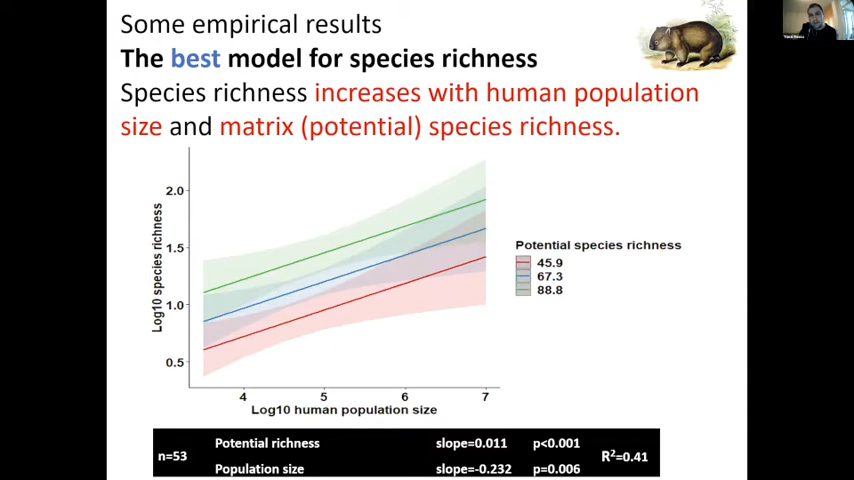 Some empirical results
The best model for species richness
Species richness increases with human population
size and matrix (potential) species richness.
2.0
1.5
1.0
0.5
Log10 species richness
4 5 6 7
Log10 human population size
Potential species richness
45.9
67.3
88.8
n=53
Potential richness slope=0.011 p<0.001
Population size slope=-0.232 p=0.006
R²=0.41